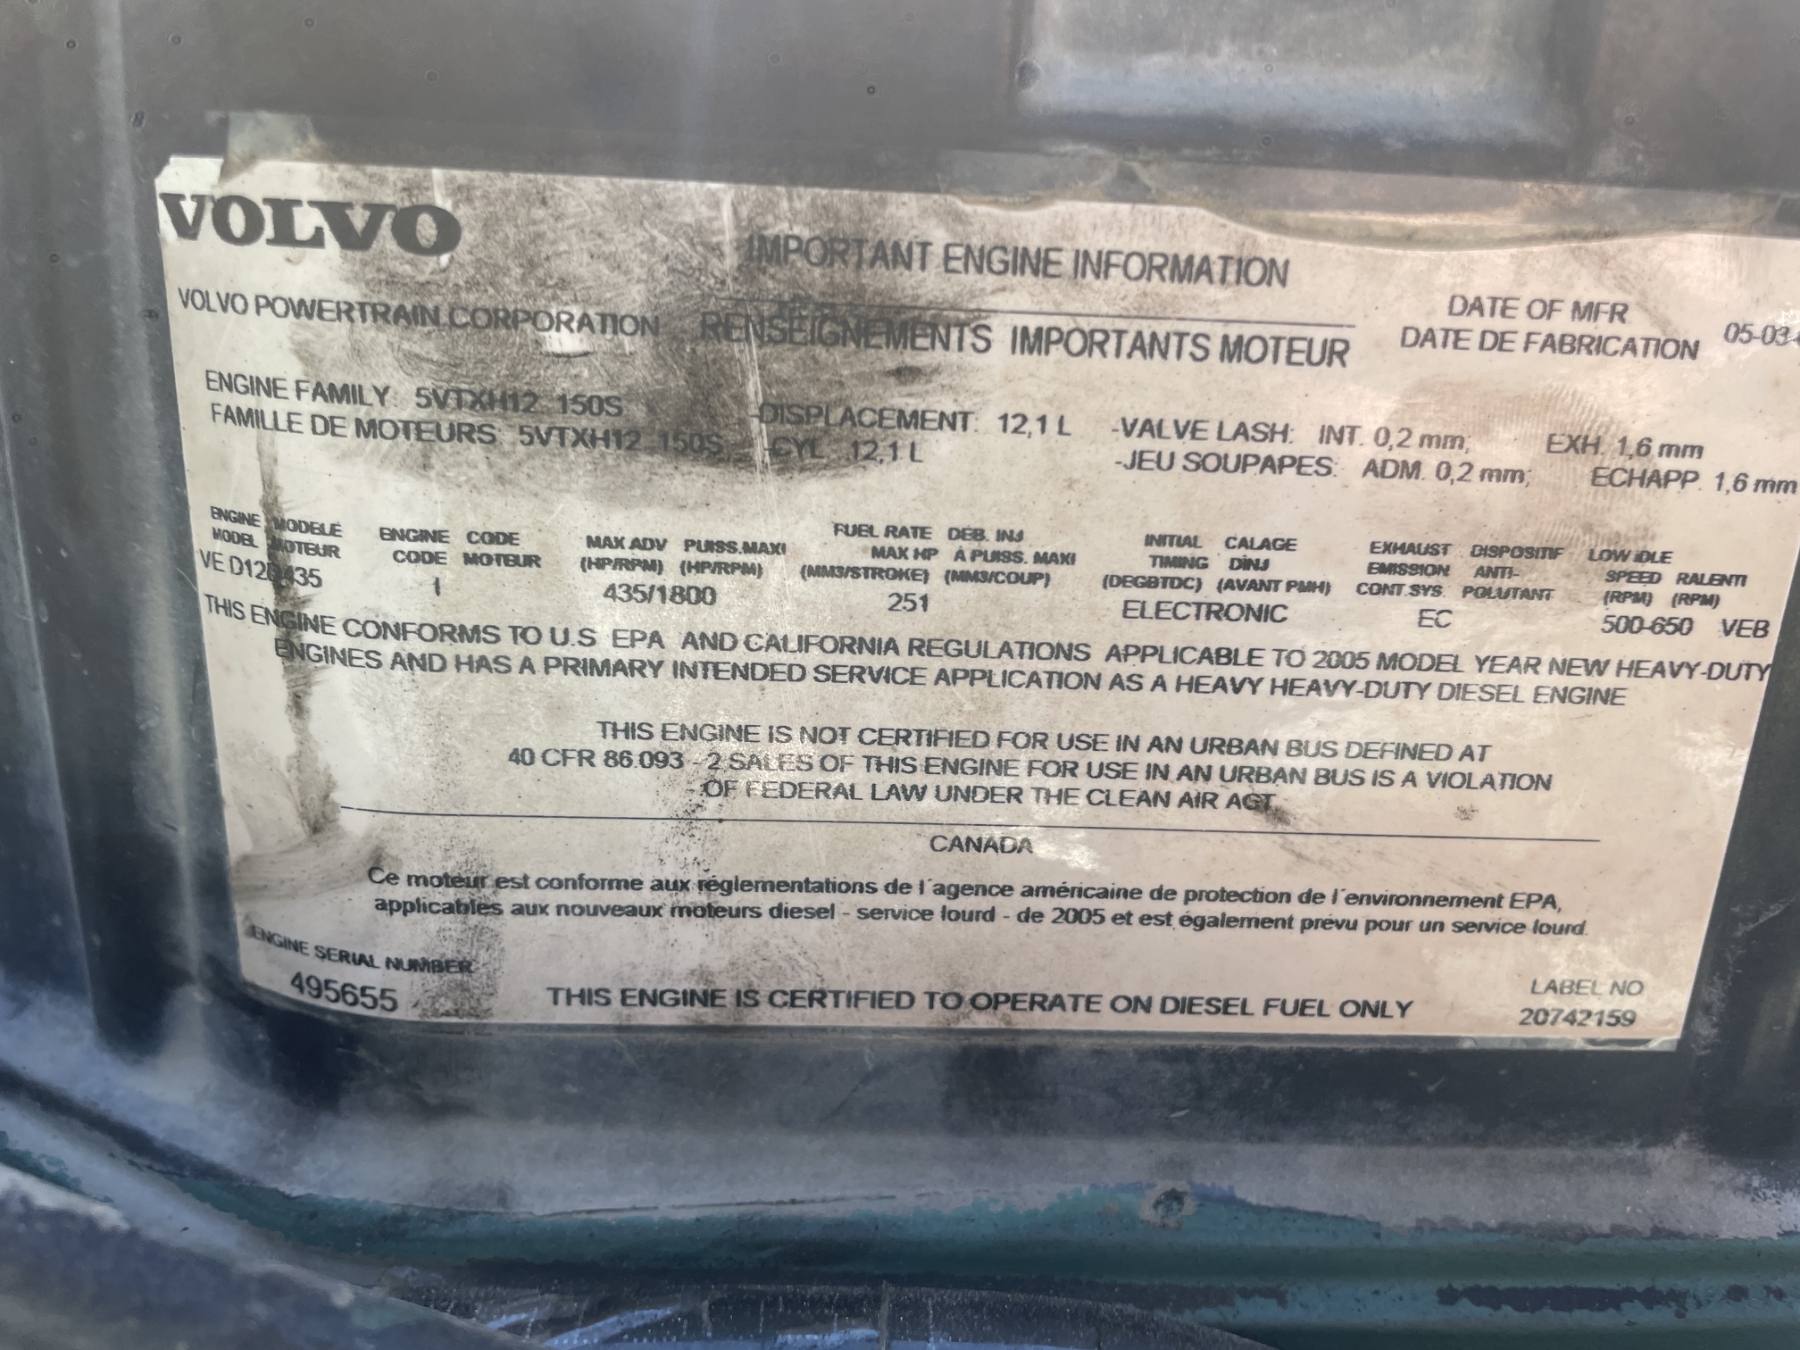 VOLVO
IMPORTANT ENGINE INFORMATION
VOLVO POWERTRAIN CORPORATION
RENSEIGNEMENTS IMPORTANTS MOTEUR
DATE OF MFR
DATE DE FABRICATION 05-03-
ENGINE FAMILY: 5VTXH12 150S
FAMILLE DE MOTEURS: 5VTXH12 150S
-DISPLACEMENT: 12,1 L
-CYL. 12,1 L
-VALVE LASH: INT. 0,2 mm; EXH. 1,6 mm
-JEU SOUPAPES: ADM. 0,2 mm; ECHAPP. 1,6 mm
ENGINE MODELE ENGINE CODE MAX ADV PUISS.MAXI FUEL RATE DEB. INJ INITIAL CALAGE EXHAUST DISPOSITIF LOW IDLE
MODEL MOTEUR CODE MOTEUR (HP/RPM) (HP/RPM) MAX HP A PUISS. MAXI TIMING D'INJ EMISSION ANTI- SPEED RALENTI
(MM3/STROKE) (MM3/COUP) (DEGBTDC) (AVANT PMH) CONT.SYS. POLUTANT (RPM) (RPM)
VE D12D435 I 435/1800 251 ELECTRONIC EC 500-650 VEB
THIS ENGINE CONFORMS TO U.S EPA AND CALIFORNIA REGULATIONS APPLICABLE TO 2005 MODEL YEAR NEW HEAVY-DUTY
ENGINES AND HAS A PRIMARY INTENDED SERVICE APPLICATION AS A HEAVY HEAVY-DUTY DIESEL ENGINE
THIS ENGINE IS NOT CERTIFIED FOR USE IN AN URBAN BUS DEFINED AT
40 CFR 86.093 - 2 SALES OF THIS ENGINE FOR USE IN AN URBAN BUS IS A VIOLATION
OF FEDERAL LAW UNDER THE CLEAN AIR ACT
CANADA
Ce moteur est conforme aux réglementations de l'agence américaine de protection de l'environnement EPA,
applicables aux nouveaux moteurs diesel - service lourd - de 2005 et est également prévu pour un service lourd.
ENGINE SERIAL NUMBER
495655
THIS ENGINE IS CERTIFIED TO OPERATE ON DIESEL FUEL ONLY
LABEL NO
20742159